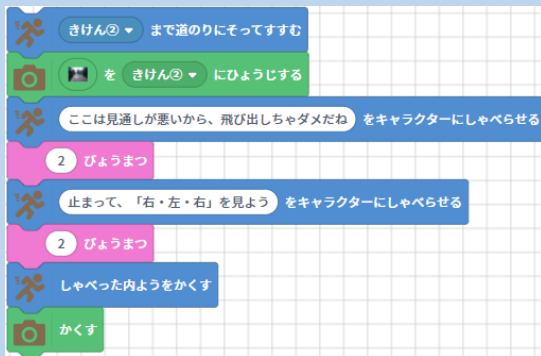 きけん② まで道のりにそってすすむ
を きけん② にひょうじする
ここは見通しが悪いから、飛び出しちゃダメだね をキャラクターにしゃべらせる
2 びょうまつ
止まって、「右・左・右」を見よう をキャラクターにしゃべらせる
2 びょうまつ
しゃべった内ようをかくす
かくす